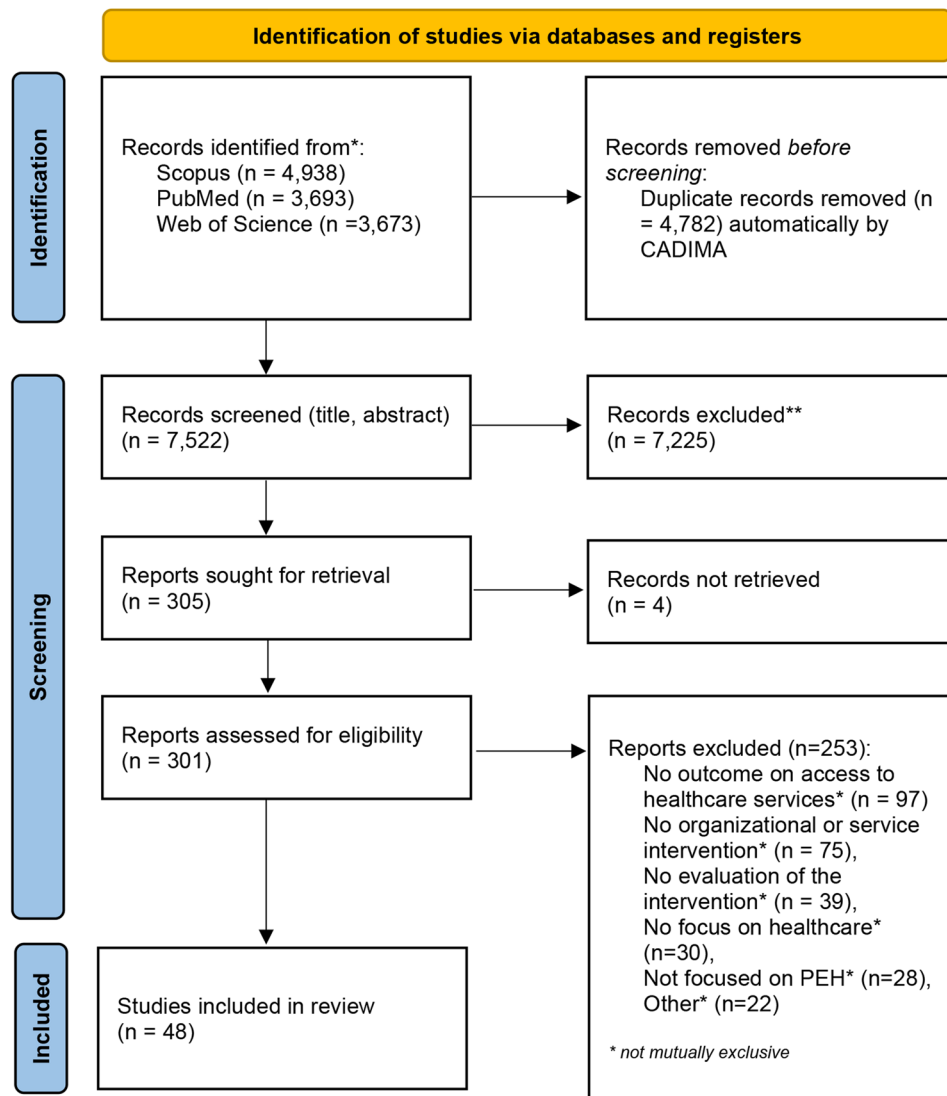 Identification of studies via databases and registers
Identification
Records identified from*:
Scopus (n = 4,938)
PubMed (n = 3,693)
Web of Science (n =3,673)
Records removed before
screening:
Duplicate records removed (n
= 4,782) automatically by
CADIMA
Screening
Records screened (title, abstract)
(n = 7,522)
Records excluded**
(n = 7,225)
Reports sought for retrieval
(n = 305)
Records not retrieved
(n = 4)
Reports assessed for eligibility
(n = 301)
Reports excluded (n=253):
No outcome on access to
healthcare services* (n = 97)
No organizational or service
intervention* (n = 75),
No evaluation of the
intervention* (n = 39),
No focus on healthcare*
(n=30),
Not focused on PEH* (n=28),
Other* (n=22)
* not mutually exclusive
Included
Studies included in review
(n = 48)